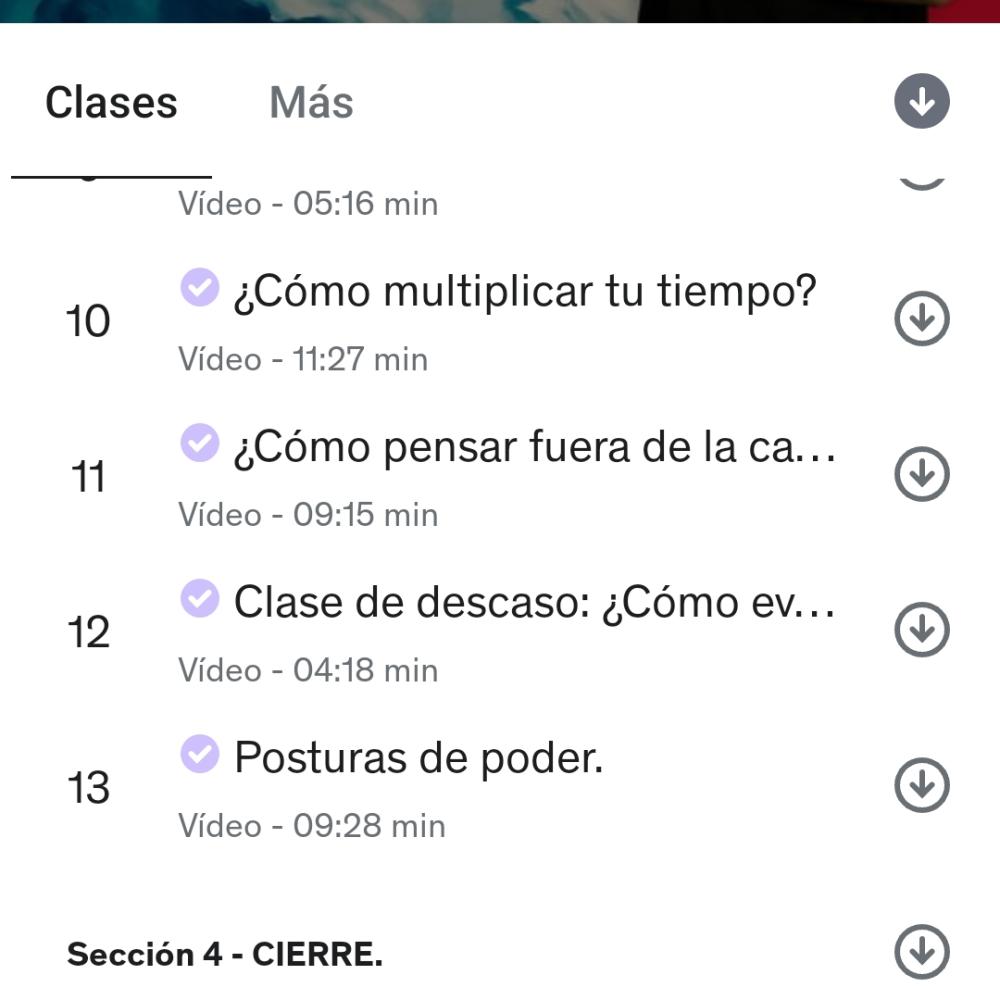 Clases Más
Vídeo - 05:16 min
10 ¿Cómo multiplicar tu tiempo?
Vídeo - 11:27 min
11 ¿Cómo pensar fuera de la ca...
Vídeo - 09:15 min
12 Clase de descaso: ¿Cómo ev...
Vídeo - 04:18 min
13 Posturas de poder.
Vídeo - 09:28 min
Sección 4 - CIERRE.